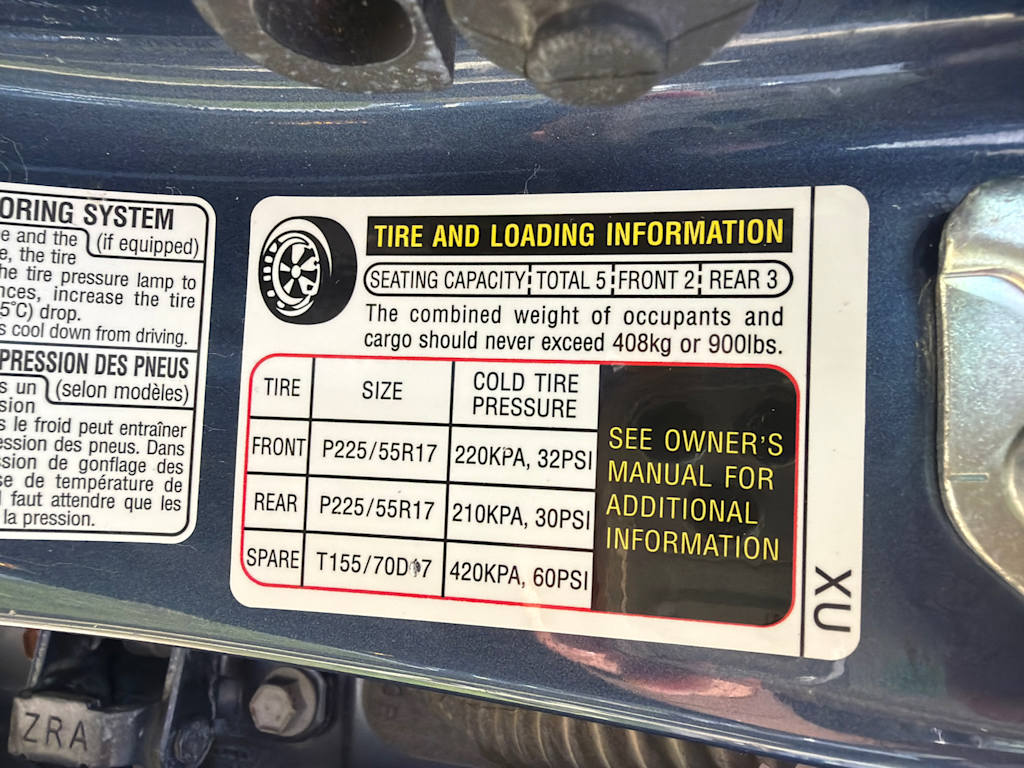 ORING SYSTEM
e and the (if equipped)
e, the tire
he tire pressure lamp to
nces, increase the tire
5°C) drop.
s cool down from driving.
PRESSION DES PNEUS
s un (selon modèles)
sion
s le froid peut entraîner
ession des pneus. Dans
ssion de gonflage des
se de température de
l faut attendre que les
la pression.
TIRE AND LOADING INFORMATION
SEATING CAPACITY TOTAL 5 FRONT 2 REAR 3
The combined weight of occupants and
cargo should never exceed 408kg or 900lbs.
TIRE SIZE COLD TIRE
PRESSURE
FRONT P225/55R17 220KPA, 32PSI
REAR P225/55R17 210KPA, 30PSI
SPARE T155/70D17 420KPA, 60PSI
SEE OWNER'S
MANUAL FOR
ADDITIONAL
INFORMATION
XU
ZRA